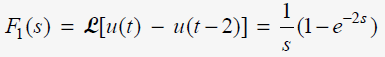 F₁(s) = 𝓛[u(t) − u(t−2)] = 1/s (1−e⁻²ˢ)